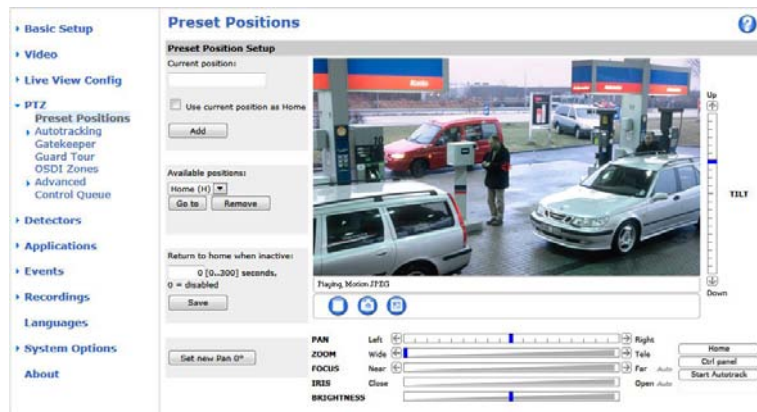 Basic Setup
Video
Live View Config
PTZ
Preset Positions
Autotracking
Gatekeeper
Guard Tour
OSDI Zones
Advanced
Control Queue
Detectors
Applications
Events
Recordings
Languages
System Options
About
Preset Positions
?
Preset Position Setup
Current position:
Use current position as Home
Add
Available positions:
Home (H)
Go to Remove
Return to home when inactive:
0 [0..300] seconds,
0 = disabled
Save
Set new Pan 0°
Playing, Motion JPEG
Up
TILT
Down
PAN Left Right
ZOOM Wide Tele
FOCUS Near Far Auto
IRIS Close Open Auto
BRIGHTNESS
Home
Ctrl panel
Start Autotrack